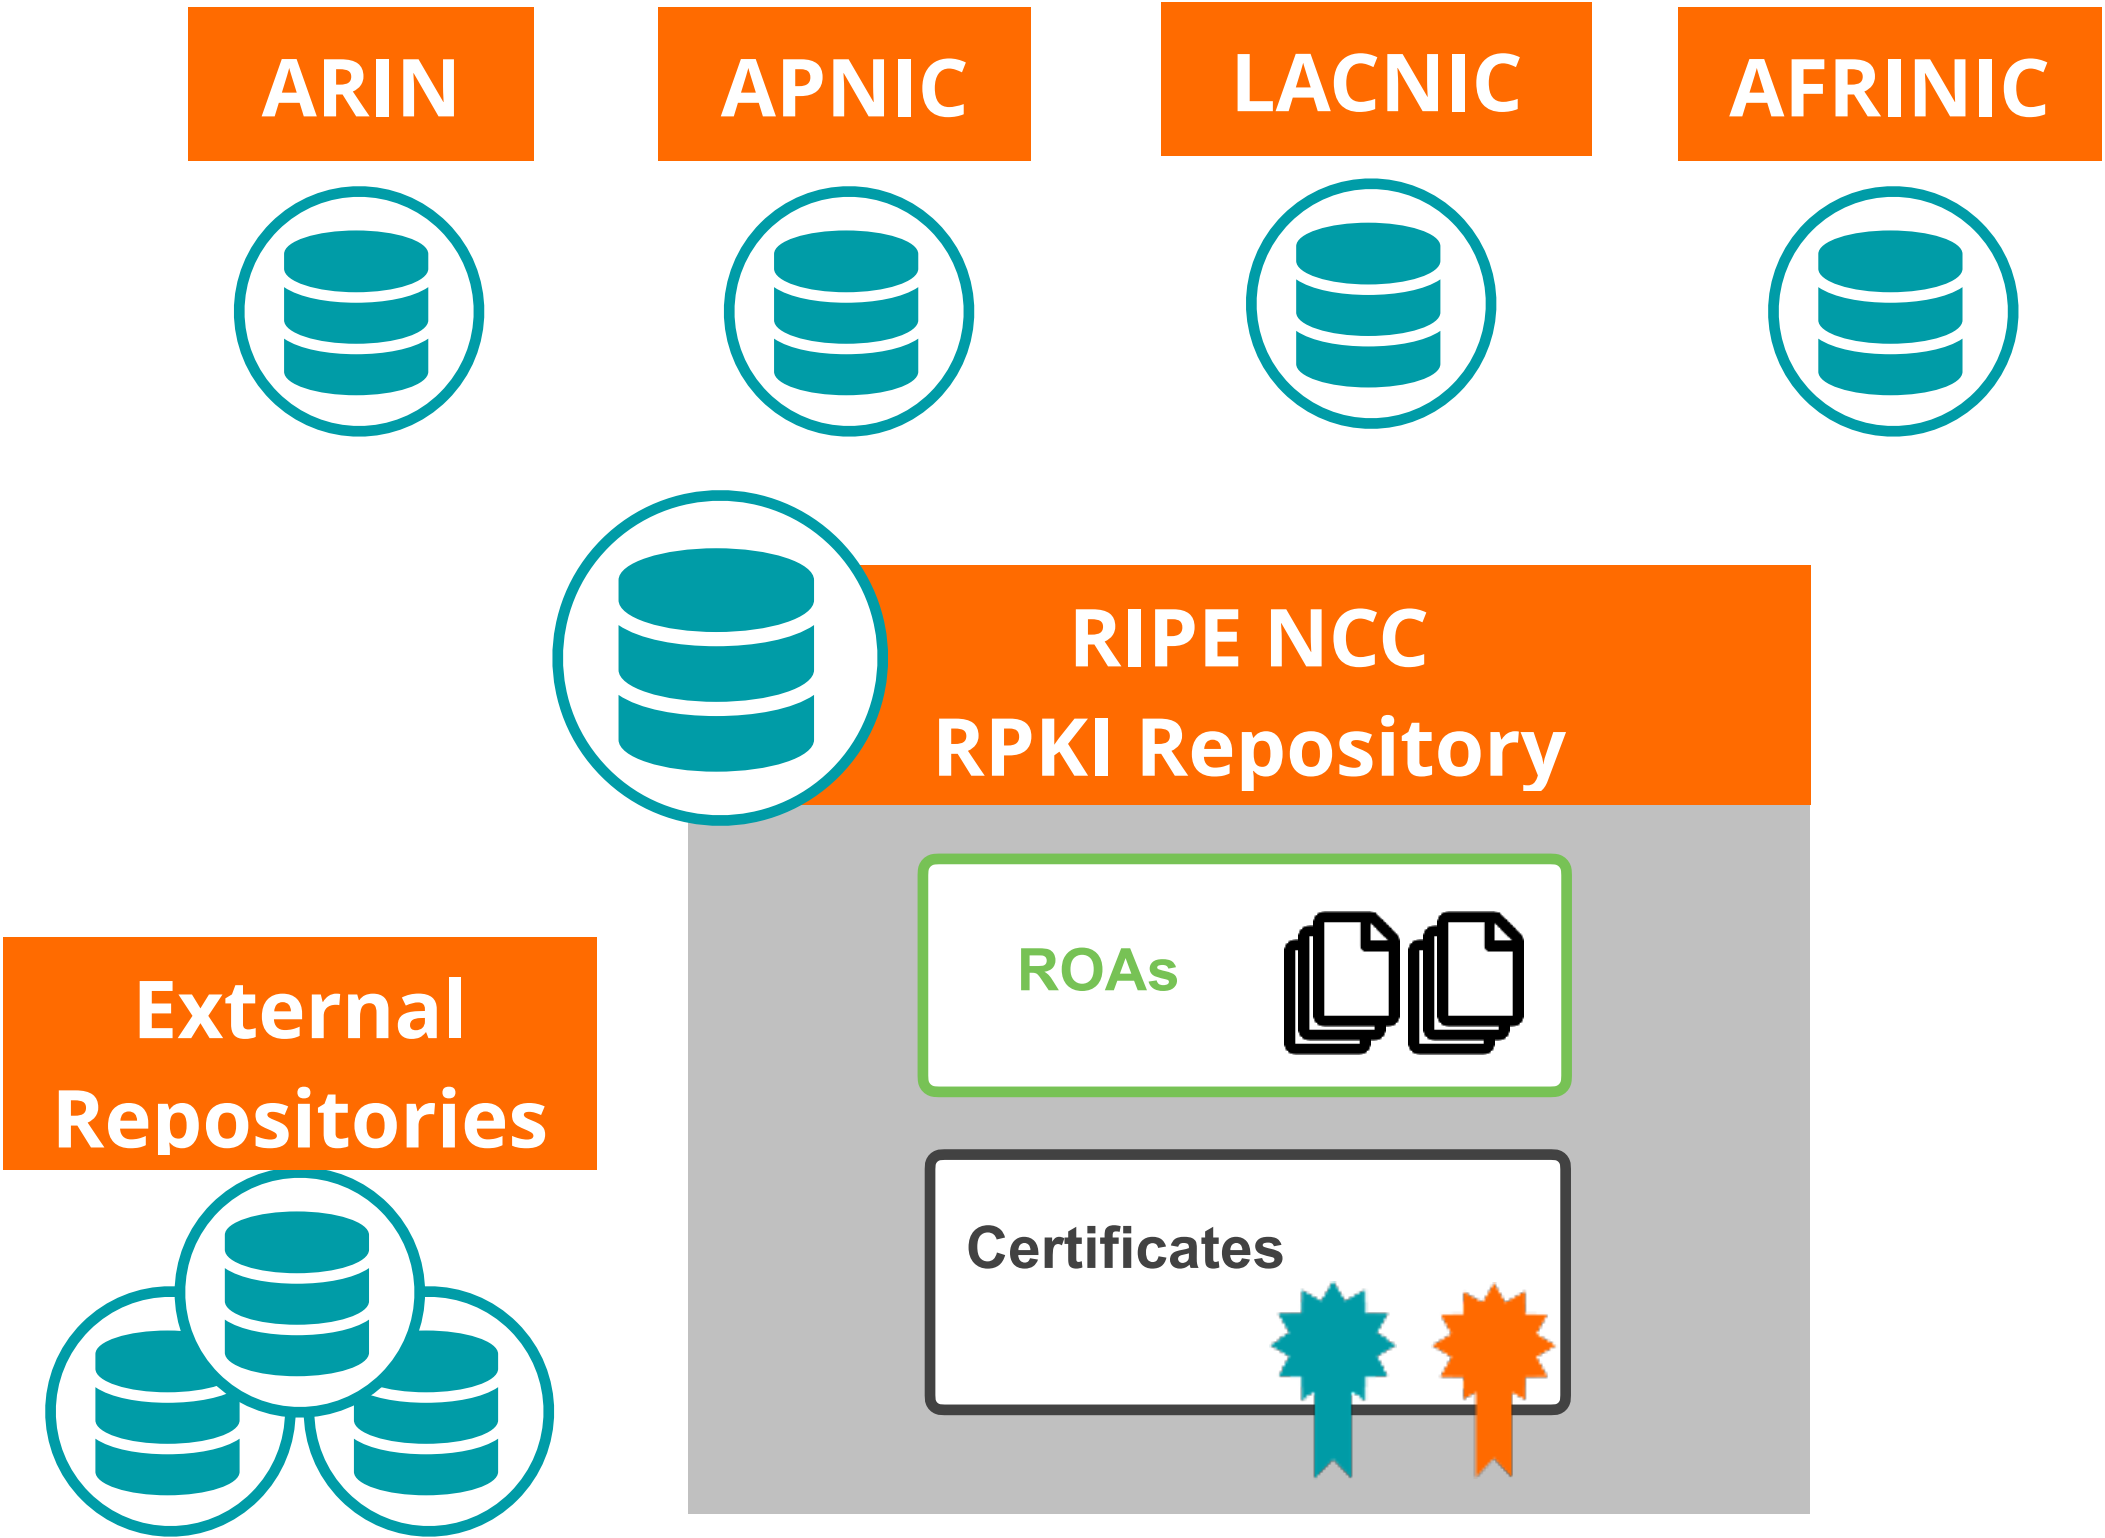 ARIN
APNIC
LACNIC
AFRINIC
RIPE NCC
RPKI Repository
ROAs
Certificates
External
Repositories